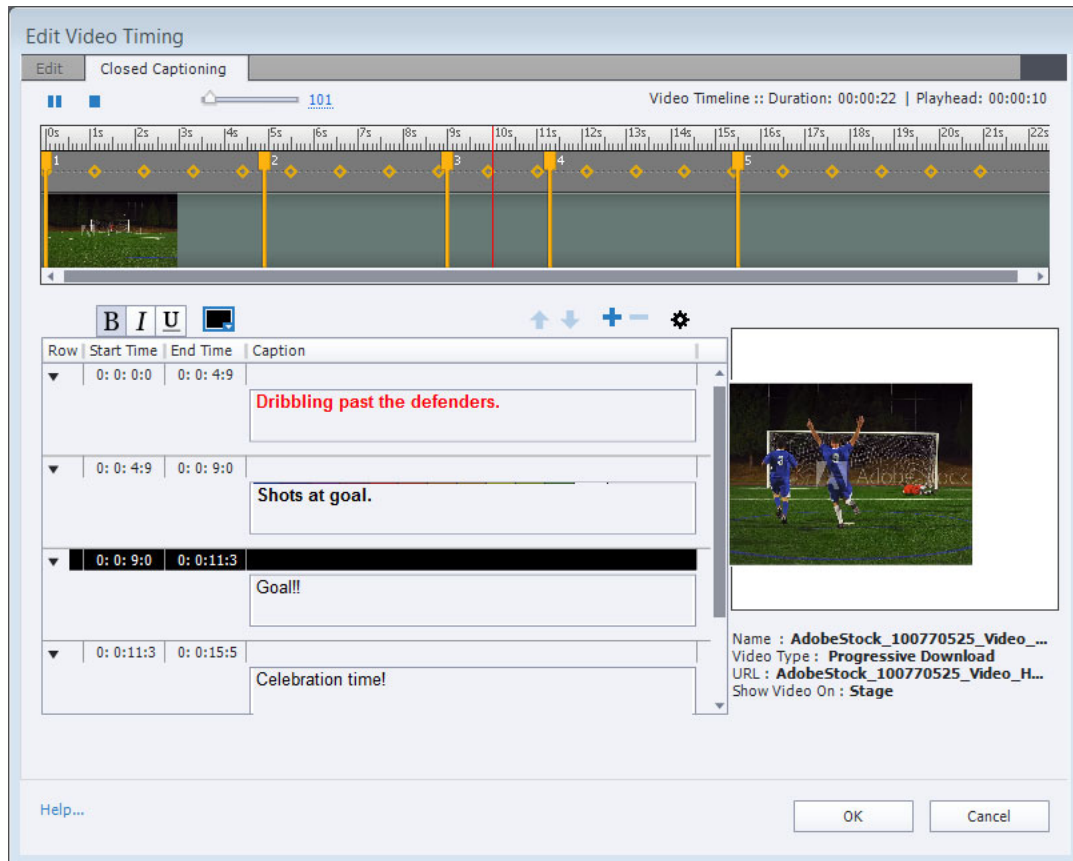 Edit Video Timing
Edit Closed Captioning
101 Video Timeline :: Duration: 00:00:22 | Playhead: 00:00:10
0s 1s 2s 3s 4s 5s 6s 7s 8s 9s 10s 11s 12s 13s 14s 15s 16s 17s 18s 19s 20s 21s 22s
1 2 3 4 5
B I U
Row Start Time End Time Caption
0: 0: 0:0 0: 0: 4:9
Dribbling past the defenders.
0: 0: 4:9 0: 0: 9:0
Shots at goal.
0: 0: 9:0 0: 0:11:3
Goal!!
0: 0:11:3 0: 0:15:5
Celebration time!
AdobeStock
Name : AdobeStock_100770525_Video_...
Video Type : Progressive Download
URL : AdobeStock_100770525_Video_H...
Show Video On : Stage
Help... OK Cancel